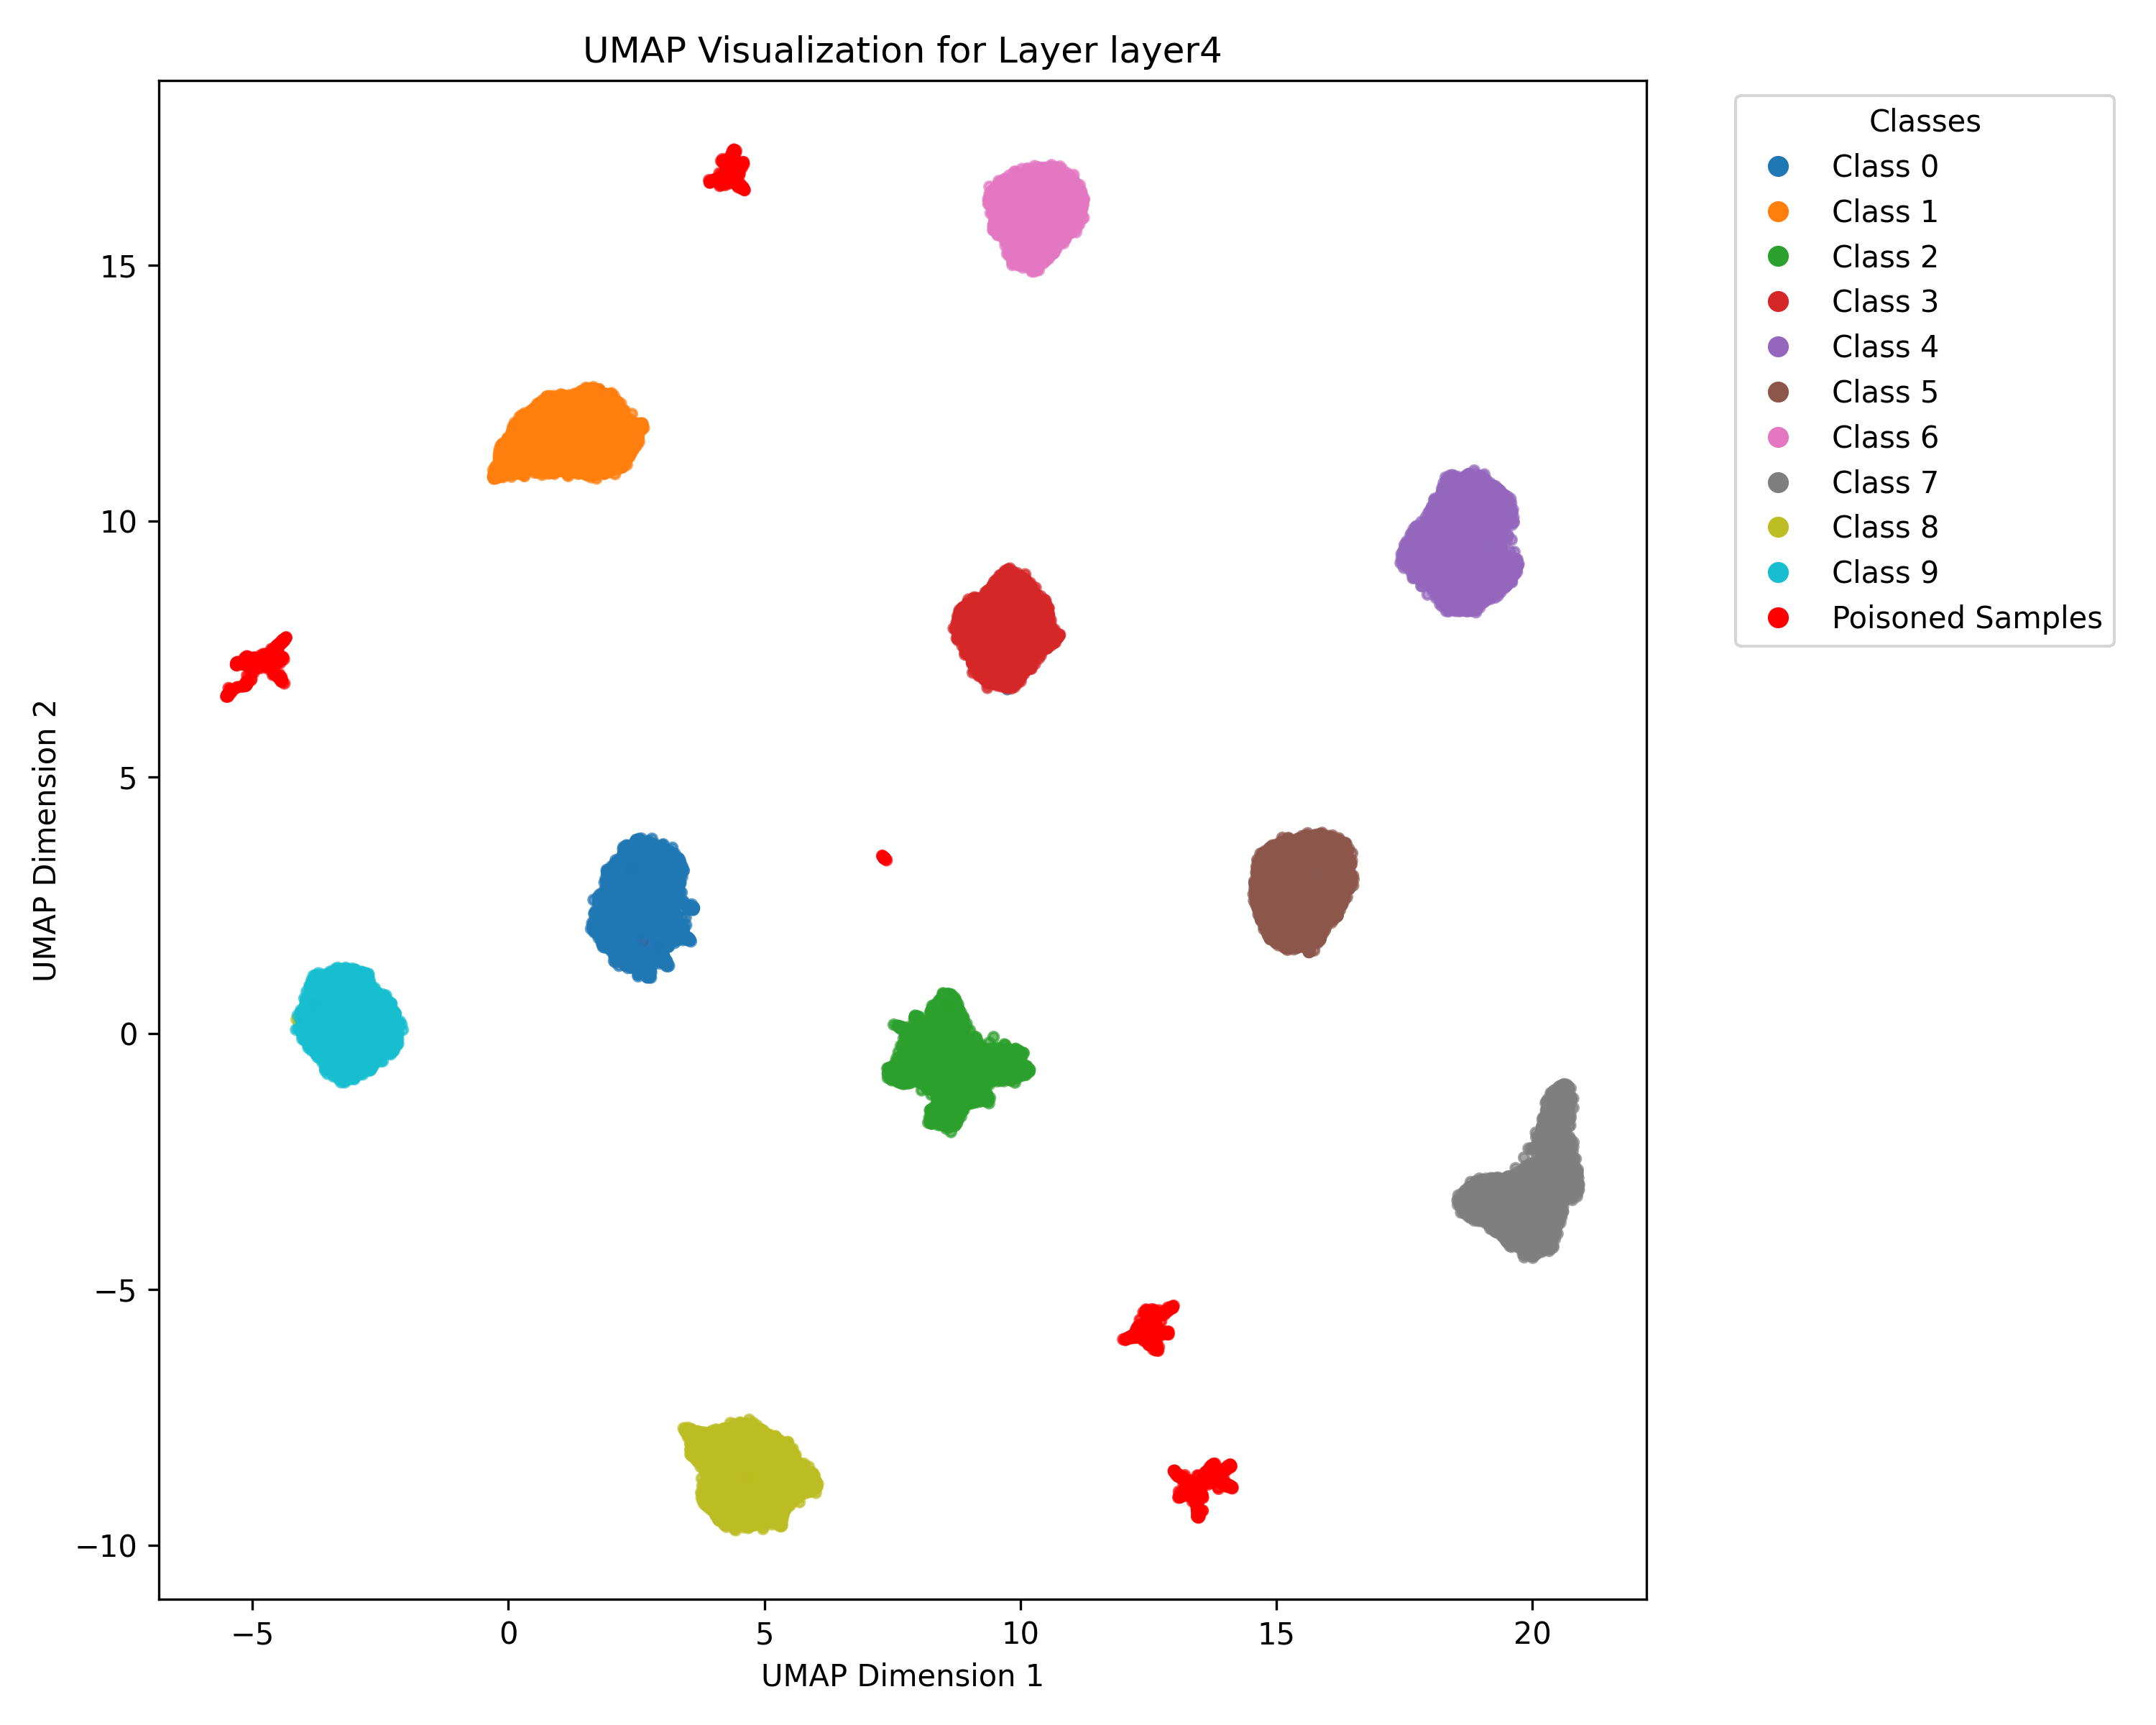 UMAP Visualization for Layer layer4
Classes
Class 0
Class 1
Class 2
Class 3
Class 4
Class 5
Class 6
Class 7
Class 8
Class 9
Poisoned Samples
UMAP Dimension 2
15
10
5
0
−5
−10
−5
0
5
10
15
20
UMAP Dimension 1